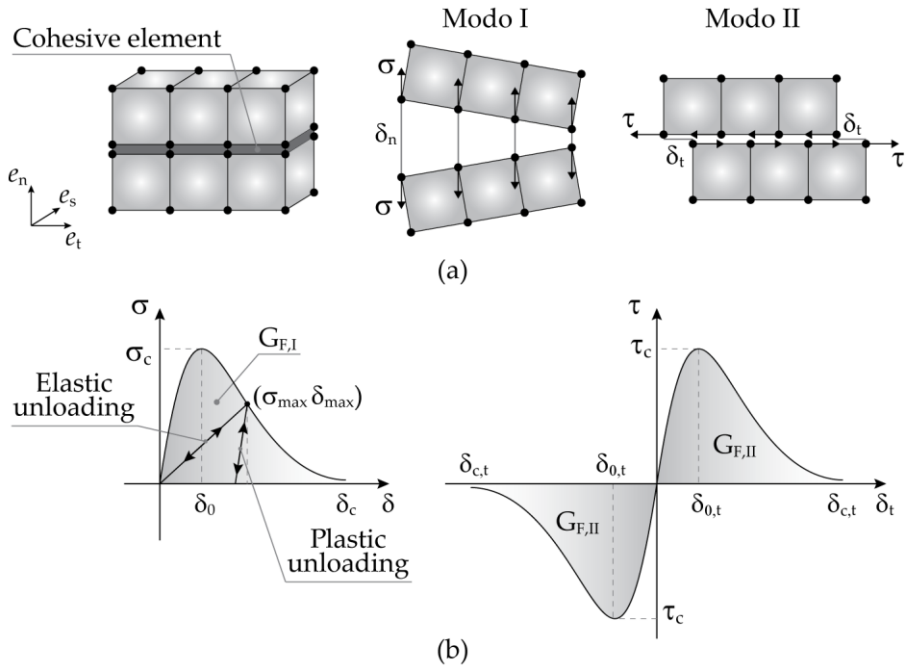 Cohesive element
Modo I
Modo II
σ
δn
σ
τ
δt
δt
τ
en
es
et
(a)
σ
σc
GF,I
Elastic
unloading
(σmax δmax)
δ0
δc
δ
Plastic
unloading
τ
τc
GF,II
δc,t
δ0,t
GF,II
δ0,t
δc,t
δt
τc
(b)